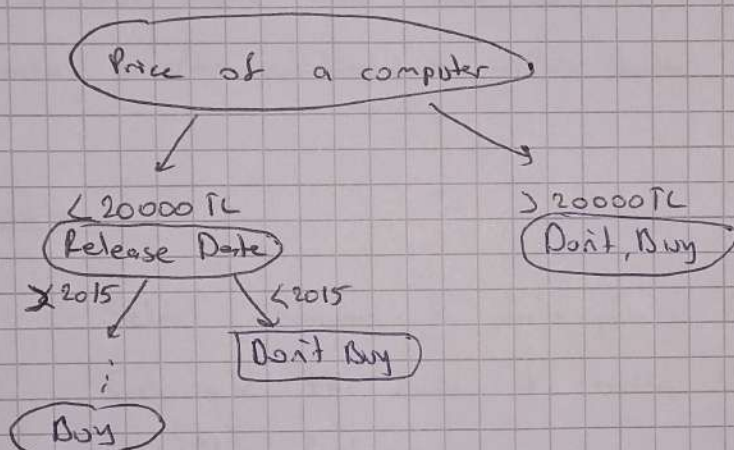 Price of a computer
< 20000 TL > 20000 TL
Release Date Don't Buy
> 2015 < 2015
Don't Buy
Buy